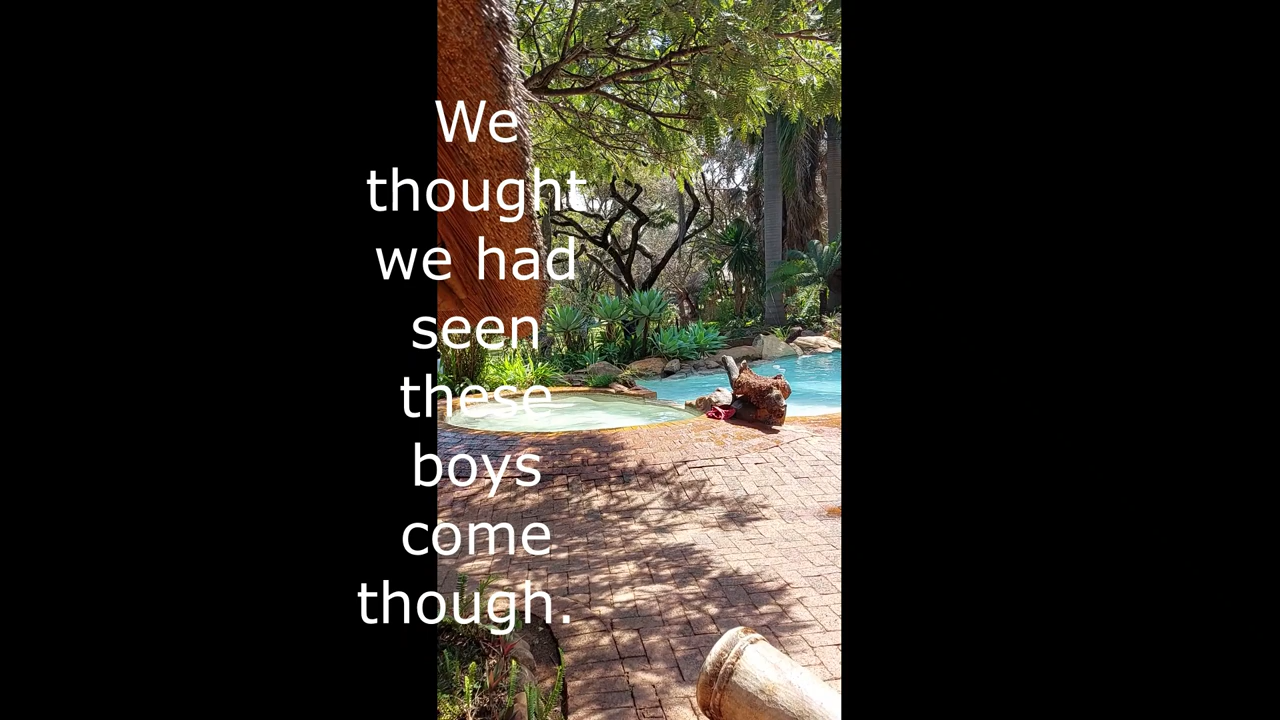 We
thought
we had
seen
these
boys
come
though.